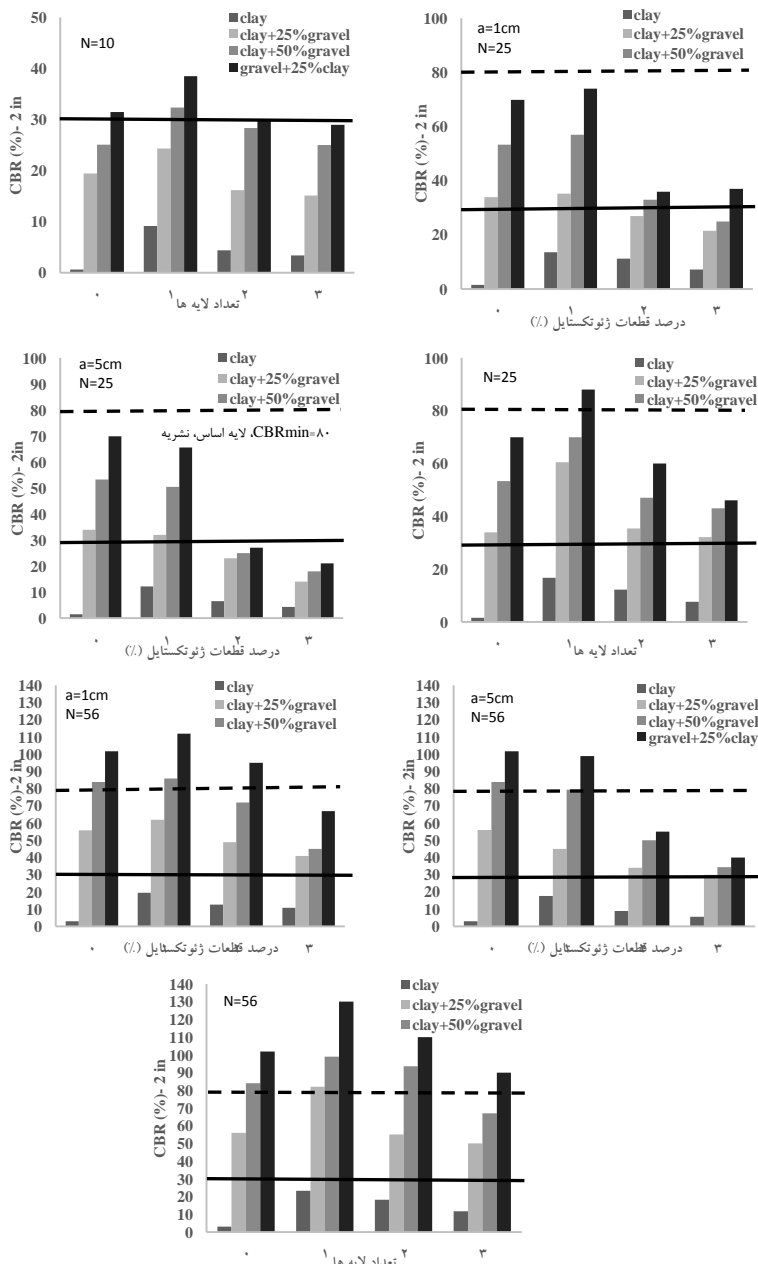 N=10
clay
clay+25%gravel
clay+50%gravel
gravel+25%clay
CBR (%)- 2 in
50
40
30
20
10
0
۰ ۱ ۲ ۳
تعداد لایه ها
a=1cm
N=25
clay
clay+25%gravel
clay+50%gravel
CBR (%)- 2 in
100
80
60
40
20
0
۰ ۱ ۲ ۳
درصد قطعات ژئوتکستایل (٪)
a=5cm
N=25
clay
clay+25%gravel
clay+50%gravel
CBRmin=۸۰، لایه اساس، نشریه
CBR (%)- 2in
100
90
80
70
60
50
40
30
20
10
0
۰ ۱ ۲ ۳
درصد قطعات ژئوتکستایل (٪)
N=25
clay
clay+25%gravel
clay+50%gravel
CBR (%)- 2 in
100
80
60
40
20
0
۰ ۱ ۲ ۳
تعداد لایه ها
a=1cm
N=56
clay
clay+25%gravel
clay+50%gravel
CBR (%)-2 in
140
130
120
110
100
90
80
70
60
50
40
30
20
10
0
۰ ۱ ۲ ۳
درصد قطعات ژئوتکستایل (٪)
a=5cm
N=56
clay
clay+25%gravel
clay+50%gravel
gravel+25%clay
CBR (%)- 2in
140
130
120
110
100
90
80
70
60
50
40
30
20
10
0
۰ ۱ ۲ ۳
درصد قطعات ژئوتکستایل (٪)
N=56
clay
clay+25%gravel
clay+50%gravel
CBR (%)- 2 in
140
130
120
110
100
90
80
70
60
50
40
30
20
10
0
۰ ۱ ۲ ۳
تعداد لایه ها